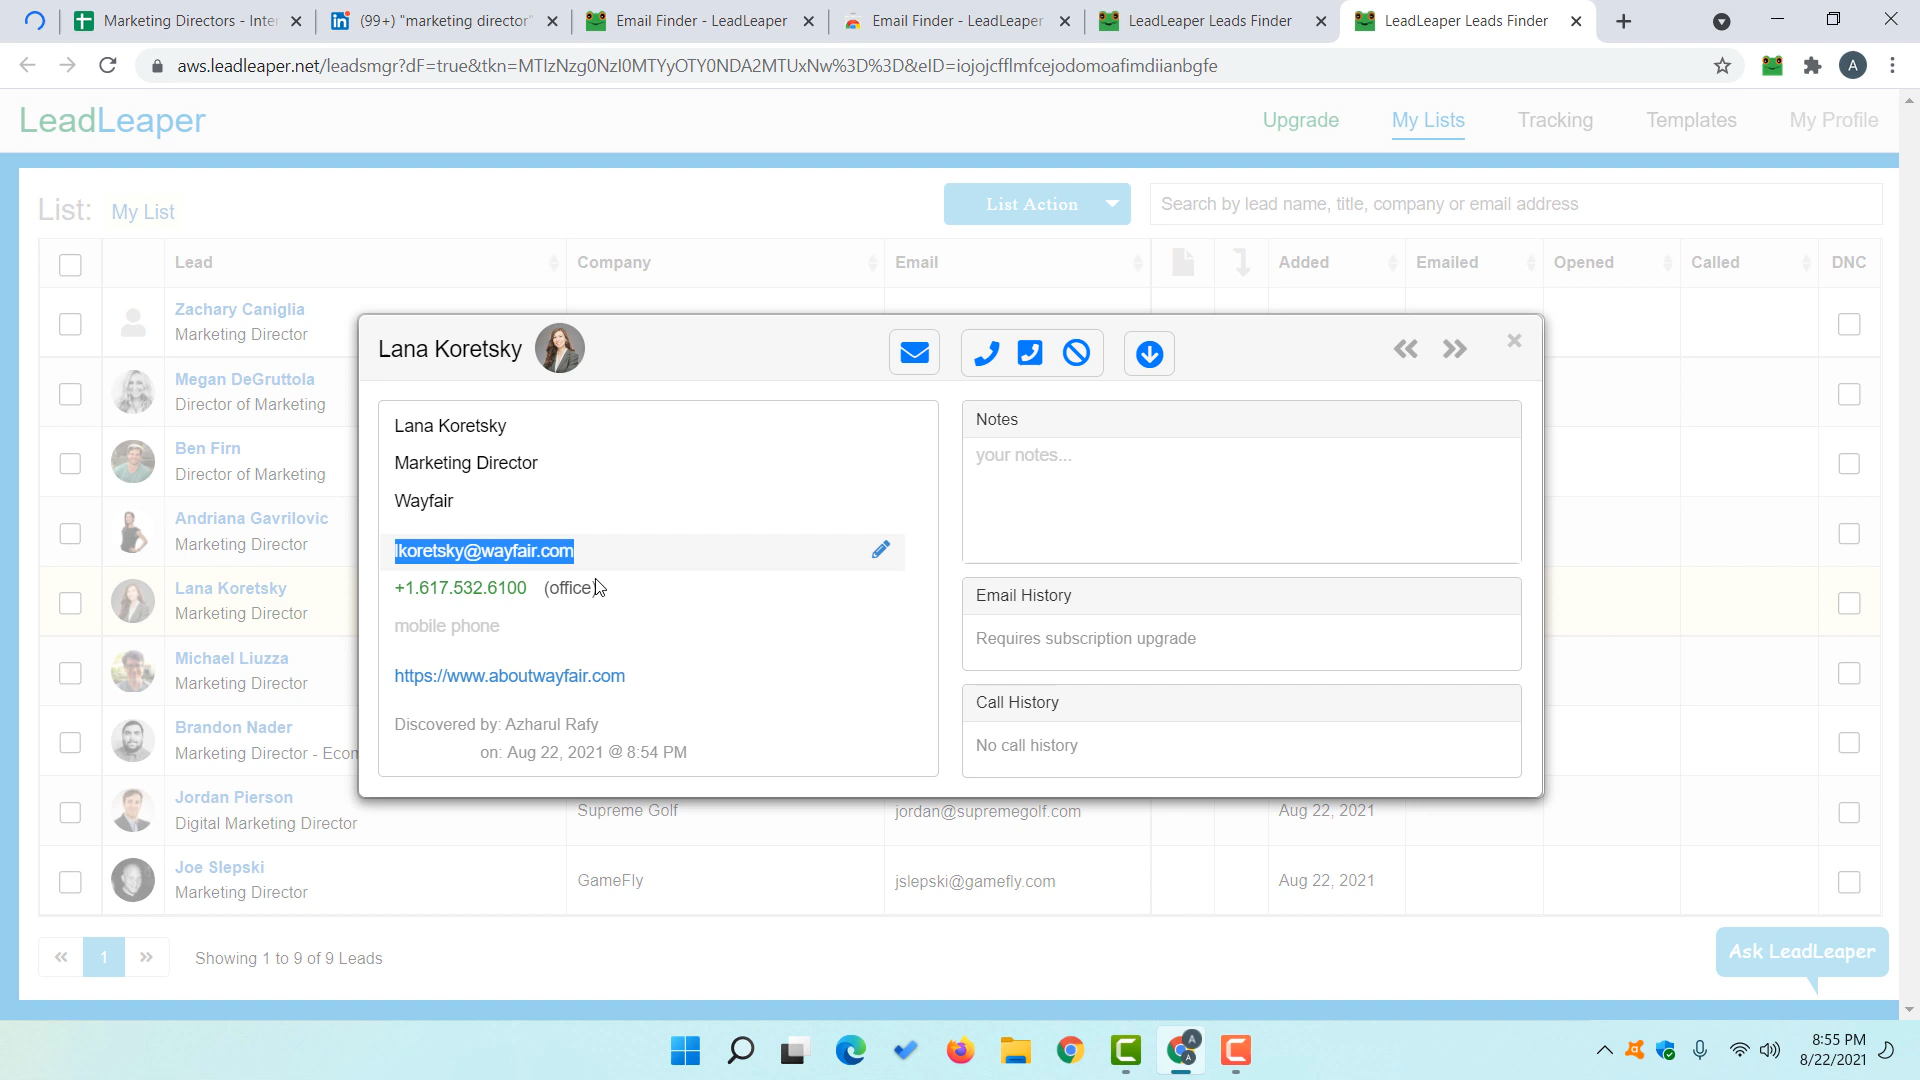 Marketing Directors - Inter
(99+) "marketing director"
Email Finder - LeadLeaper
Email Finder - LeadLeaper
LeadLeaper Leads Finder
LeadLeaper Leads Finder
aws.leadleaper.net/leadsmgr?dF=true&tkn=MTIzNzg0NzI0MTYyOTY0NDA2MTUxNw%3D%3D&eID=iojojcfflmfcejodomoafimdiianbgfe
A
LeadLeaper
Upgrade
My Lists
Tracking
Templates
My Profile
List: My List
List Action
Search by lead name, title, company or email address
Lead
Company
Email
Added
Emailed
Opened
Called
DNC
Zachary Caniglia
Marketing Director
Megan DeGruttola
Director of Marketing
Ben Firn
Director of Marketing
Andriana Gavrilovic
Marketing Director
Lana Koretsky
Marketing Director
Michael Liuzza
Marketing Director
Brandon Nader
Marketing Director - Econ
Jordan Pierson
Digital Marketing Director
Supreme Golf
jordan@supremegolf.com
Aug 22, 2021
Joe Slepski
Marketing Director
GameFly
jslepski@gamefly.com
Aug 22, 2021
Lana Koretsky
Lana Koretsky
Marketing Director
Wayfair
lkoretsky@wayfair.com
+1.617.532.6100 (office)
mobile phone
https://www.aboutwayfair.com
Discovered by: Azharul Rafy
on: Aug 22, 2021 @ 8:54 PM
Notes
your notes...
Email History
Requires subscription upgrade
Call History
No call history
« 1 »
Showing 1 to 9 of 9 Leads
Ask LeadLeaper
8:55 PM
8/22/2021